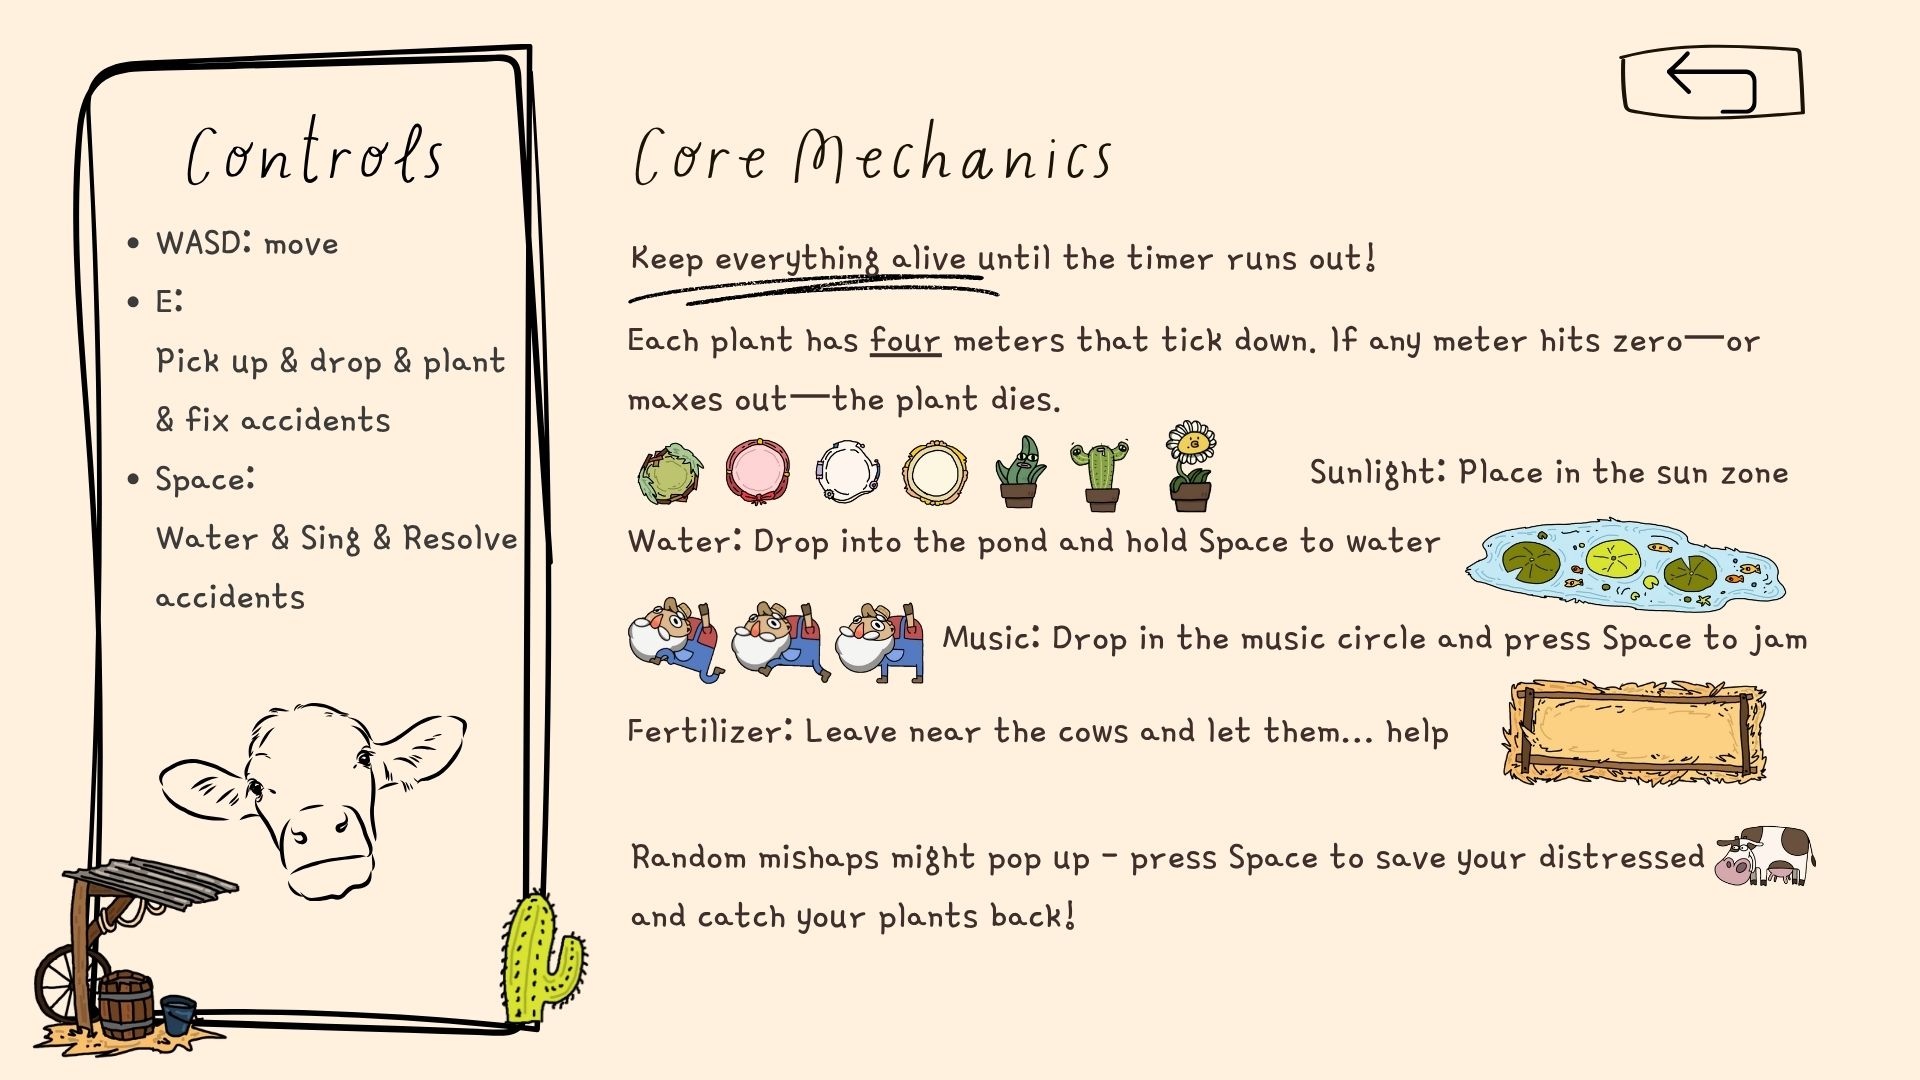 Controls
• WASD: move
• E:
Pick up & drop & plant
& fix accidents
• Space:
Water & Sing & Resolve
accidents
Core Mechanics
Keep everything alive until the timer runs out!
Each plant has four meters that tick down. If any meter hits zero—or
maxes out—the plant dies.
Sunlight: Place in the sun zone
Water: Drop into the pond and hold Space to water
Music: Drop in the music circle and press Space to jam
Fertilizer: Leave near the cows and let them... help
Random mishaps might pop up - press Space to save your distressed
and catch your plants back!